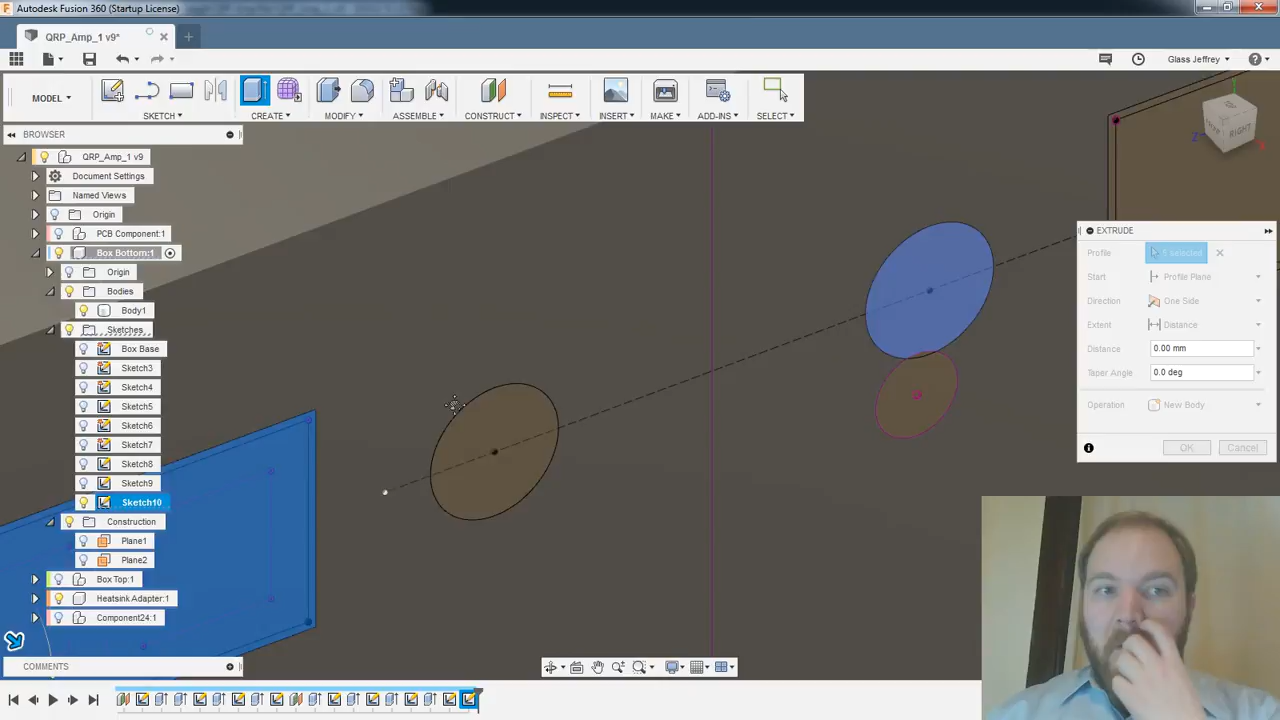 Autodesk Fusion 360 (Startup License)
QRP_Amp_1 v9*
Glass Jeffrey
MODEL
SKETCH
CREATE
MODIFY
ASSEMBLE
CONSTRUCT
INSPECT
INSERT
MAKE
ADD-INS
SELECT
BROWSER
QRP_Amp_1 v9
Document Settings
Named Views
Origin
PCB Component:1
Box Bottom:1
Origin
Bodies
Body1
Sketches
Box Base
Sketch3
Sketch4
Sketch5
Sketch6
Sketch7
Sketch8
Sketch9
Sketch10
Construction
Plane1
Plane2
Box Top:1
Heatsink Adapter:1
Component24:1
COMMENTS
Z
RIGHT
X
EXTRUDE
Profile 1 selected
Start Profile Plane
Direction One Side
Extent Distance
Distance 0.00 mm
Taper Angle 0.0 deg
Operation New Body
OK Cancel